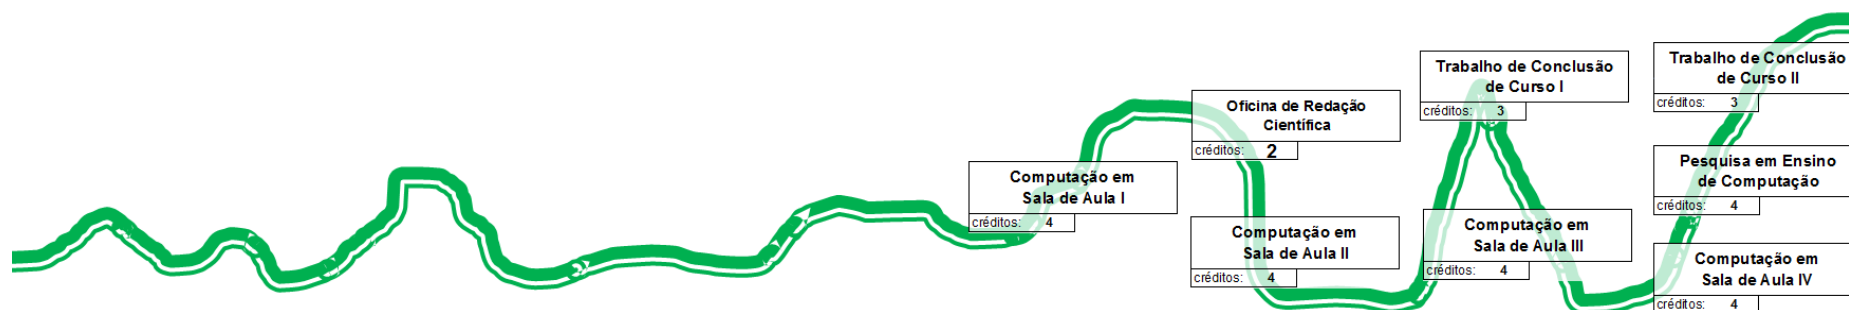 Computação em
Sala de Aula I
créditos: 4
Oficina de Redação
Científica
créditos: 2
Computação em
Sala de Aula II
créditos: 4
Trabalho de Conclusão
de Curso I
créditos: 3
Computação em
Sala de Aula III
créditos: 4
Trabalho de Conclusão
de Curso II
créditos: 3
Pesquisa em Ensino
de Computação
créditos: 4
Computação em
Sala de Aula IV
créditos: 4